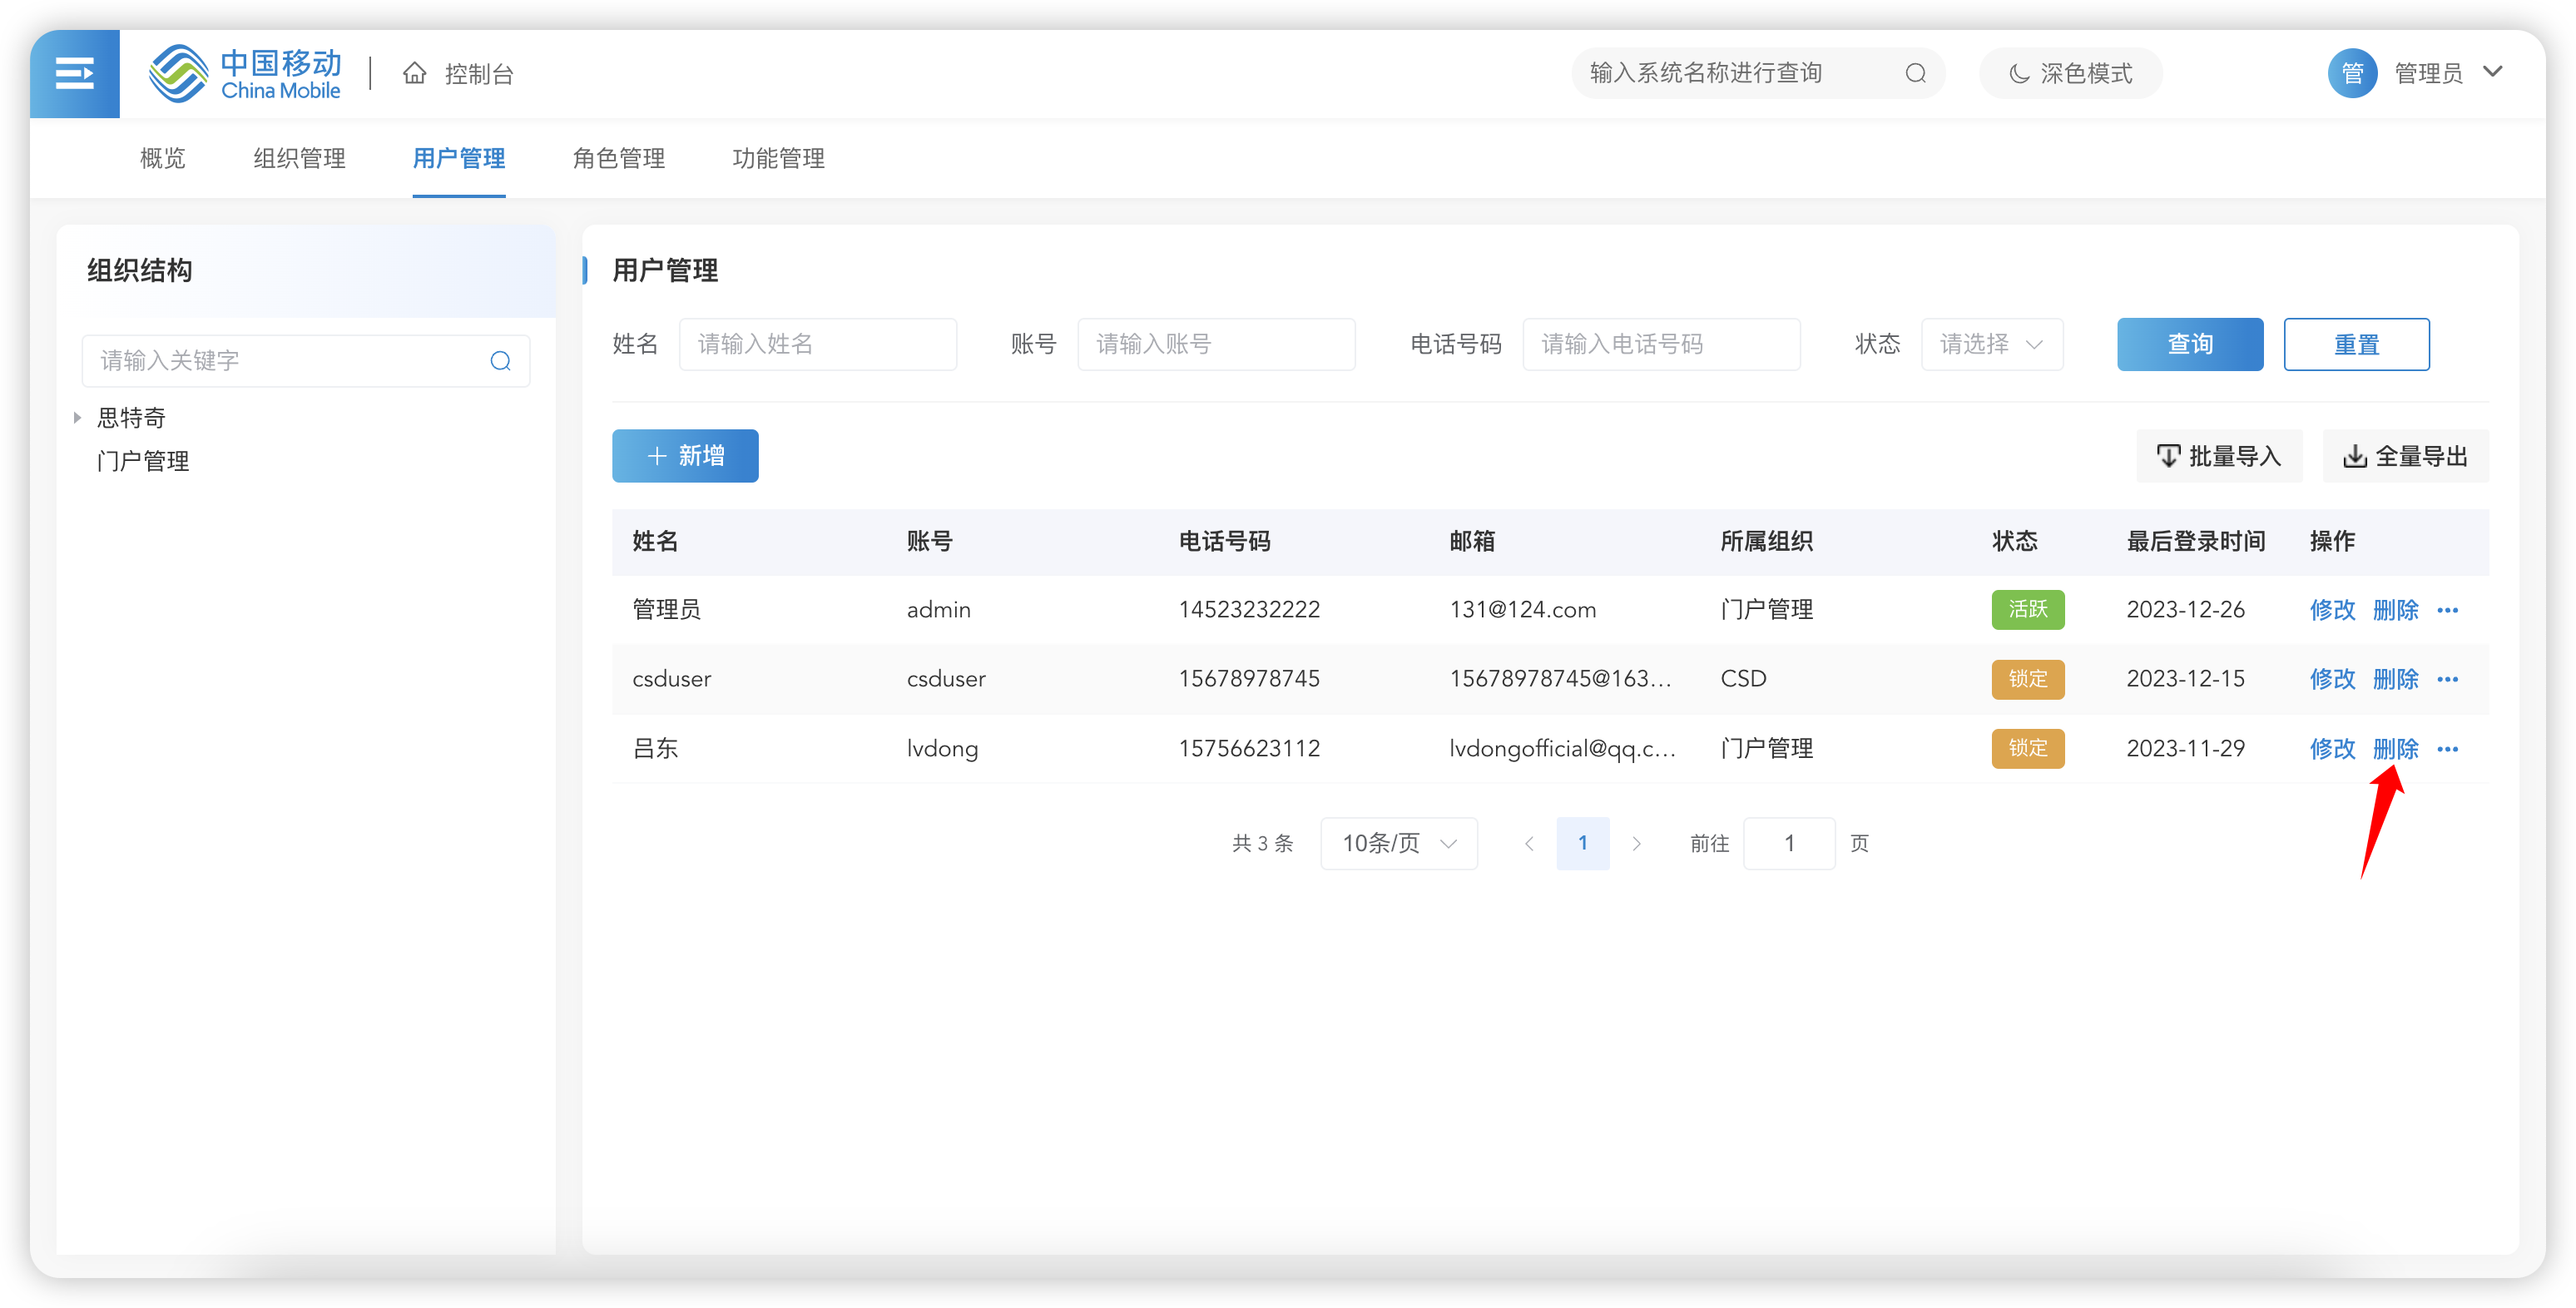 中国移动
China Mobile
控制台
输入系统名称进行查询
深色模式
管 管理员
概览 组织管理 用户管理 角色管理 功能管理
组织结构
请输入关键字
思特奇
门户管理
用户管理
姓名 请输入姓名 账号 请输入账号 电话号码 请输入电话号码 状态 请选择 查询 重置
新增 批量导入 全量导出
姓名 账号 电话号码 邮箱 所属组织 状态 最后登录时间 操作
管理员 admin 14523232222 131@124.com 门户管理 活跃 2023-12-26 修改 删除 •••
csduser csduser 15678978745 15678978745@163... CSD 锁定 2023-12-15 修改 删除 •••
吕东 lvdong 15756623112 lvdongofficial@qq.c... 门户管理 锁定 2023-11-29 修改 删除 •••
共 3 条 10条/页 1 前往 1 页